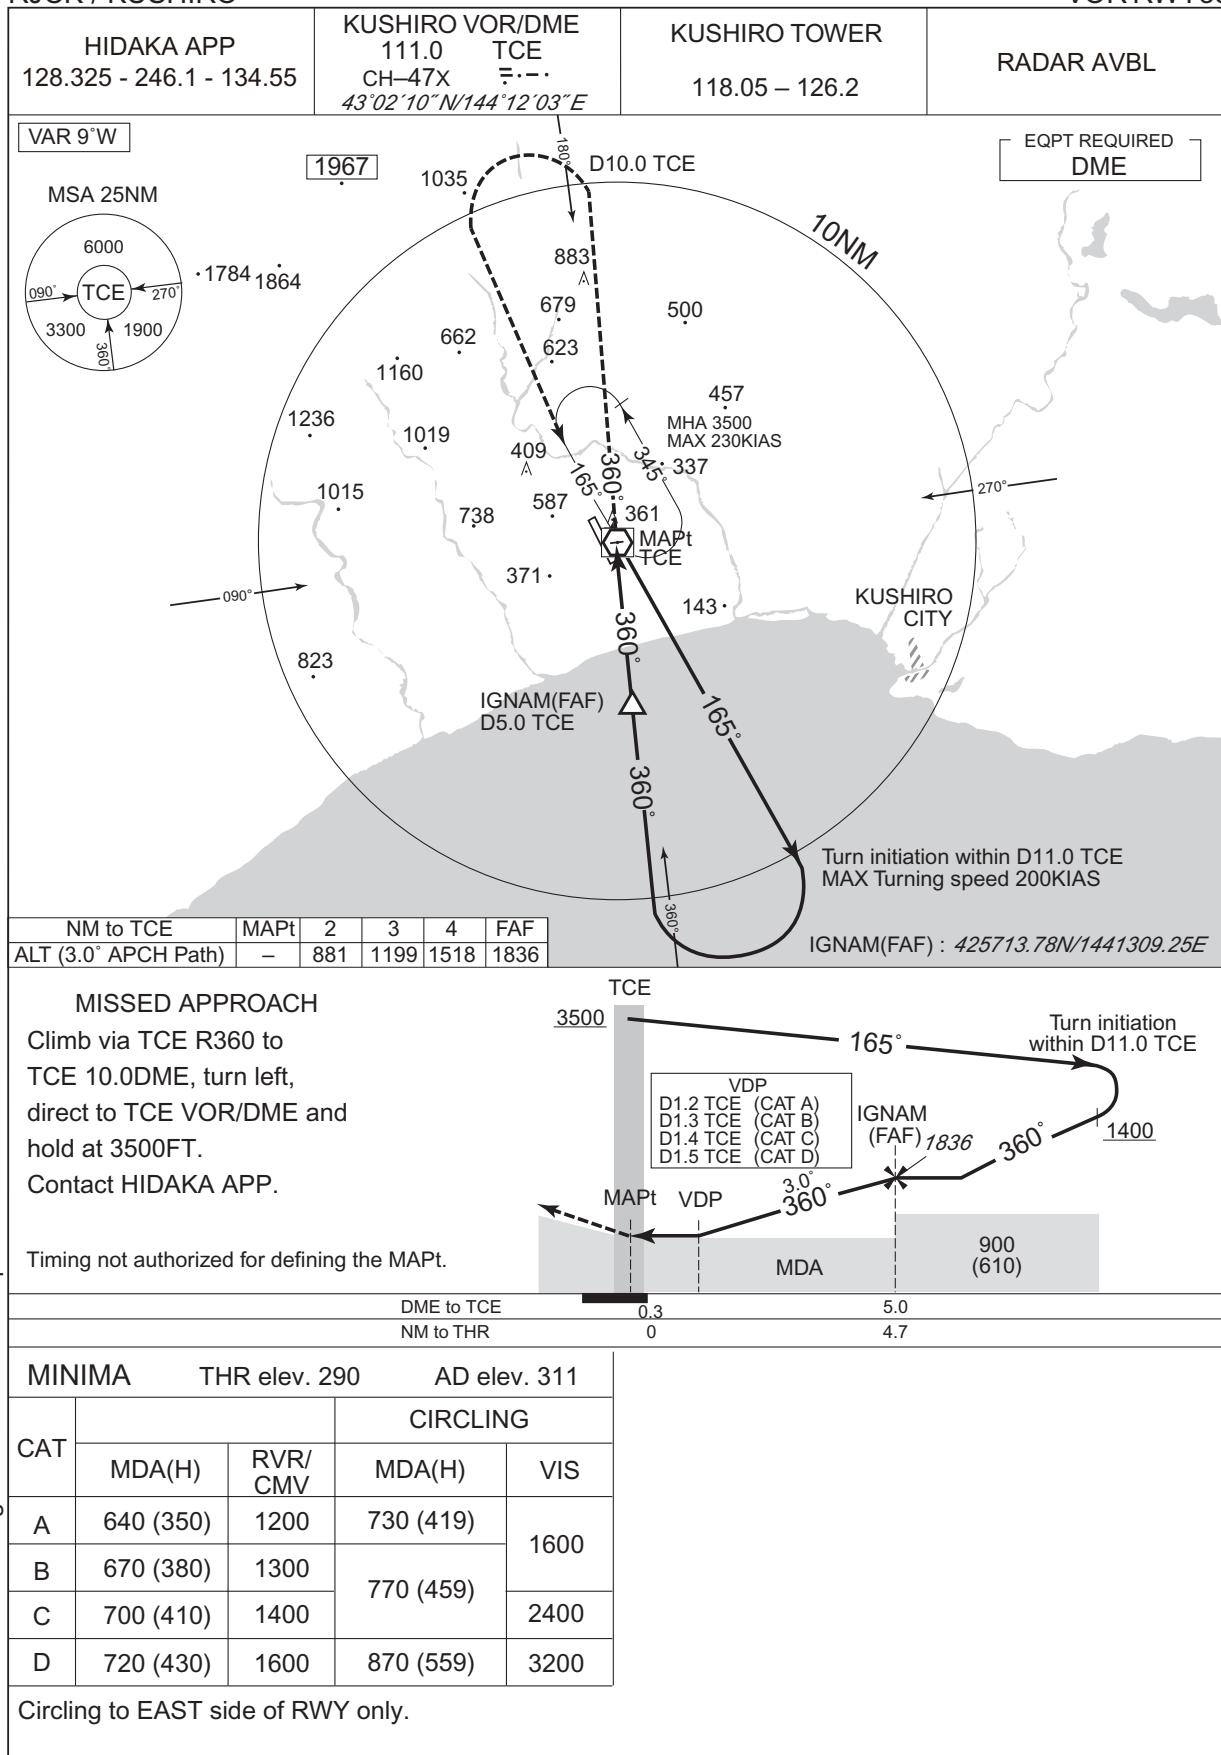 RJCK / KUSHIRO
HIDAKA APP
128.325 - 246.1 - 134.55
KUSHIRO VOR/DME
111.0 TCE
CH–47X
43°02´10˝N/144°12´03˝E
KUSHIRO TOWER
118.05 – 126.2
RADAR AVBL
VAR 9°W
EQPT REQUIRED
DME
MSA 25NM
6000
TCE
090°
270°
3300
1900
360°
1967
1035
180°
D10.0 TCE
10NM
1784
1864
883
679
500
662
623
1160
457
MHA 3500
MAX 230KIAS
1236
1019
409
165°
360°
345°
337
1015
738
587
361
270°
MAPt
TCE
371
143
090°
360°
KUSHIRO
CITY
823
IGNAM(FAF)
D5.0 TCE
165°
360°
Turn initiation within D11.0 TCE
MAX Turning speed 200KIAS
360°
NM to TCE MAPt 2 3 4 FAF
ALT (3.0° APCH Path) – 881 1199 1518 1836
IGNAM(FAF) : 425713.78N/1441309.25E
MISSED APPROACH
Climb via TCE R360 to
TCE 10.0DME, turn left,
direct to TCE VOR/DME and
hold at 3500FT.
Contact HIDAKA APP.
Timing not authorized for defining the MAPt.
TCE
3500
165°
Turn initiation
within D11.0 TCE
VDP
D1.2 TCE (CAT A)
D1.3 TCE (CAT B)
D1.4 TCE (CAT C)
D1.5 TCE (CAT D)
IGNAM
(FAF)
1836
360°
1400
3.0°
360°
MAPt
VDP
MDA
900
(610)
DME to TCE 0.3 5.0
NM to THR 0 4.7
MINIMA THR elev. 290 AD elev. 311
CAT
CIRCLING
MDA(H) RVR/ CMV MDA(H) VIS
A 640 (350) 1200 730 (419) 1600
B 670 (380) 1300 770 (459)
C 700 (410) 1400 2400
D 720 (430) 1600 870 (559) 3200
Circling to EAST side of RWY only.